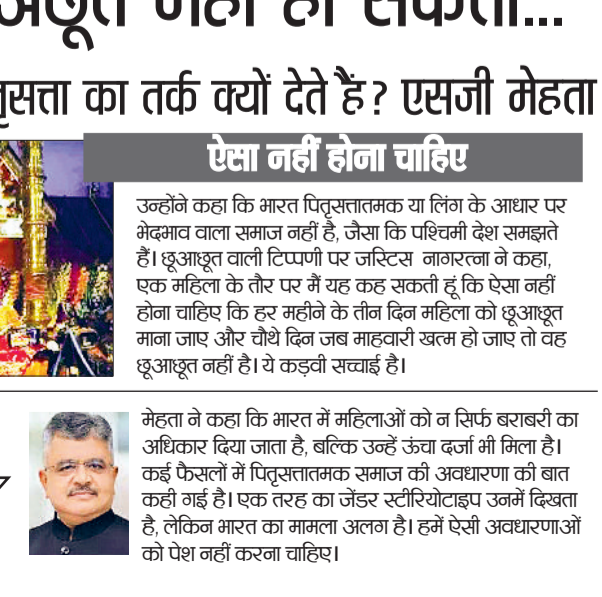 अछूत नहीं हो सकता...
पितृसत्ता का तर्क क्यों देते हैं? एसजी मेहता
ऐसा नहीं होना चाहिए
उन्होंने कहा कि भारत पितृसत्तात्मक या लिंग के आधार पर
भेदभाव वाला समाज नहीं है, जैसा कि पश्चिमी देश समझते
हैं। छूआछूत वाली टिप्पणी पर जस्टिस नागरत्ना ने कहा,
एक महिला के तौर पर मैं यह कह सकती हूं कि ऐसा नहीं
होना चाहिए कि हर महीने के तीन दिन महिला को छूआछूत
माना जाए और चौथे दिन जब माहवारी खत्म हो जाए तो वह
छूआछूत नहीं है। ये कड़वी सच्चाई है।
मेहता ने कहा कि भारत में महिलाओं को न सिर्फ बराबरी का
अधिकार दिया जाता है, बल्कि उन्हें ऊंचा दर्जा भी मिला है।
कई फैसलों में पितृसत्तात्मक समाज की अवधारणा की बात
कही गई है। एक तरह का जेंडर स्टीरियोटाइप उनमें दिखता
है, लेकिन भारत का मामला अलग है। हमें ऐसी अवधारणाओं
को पेश नहीं करना चाहिए।